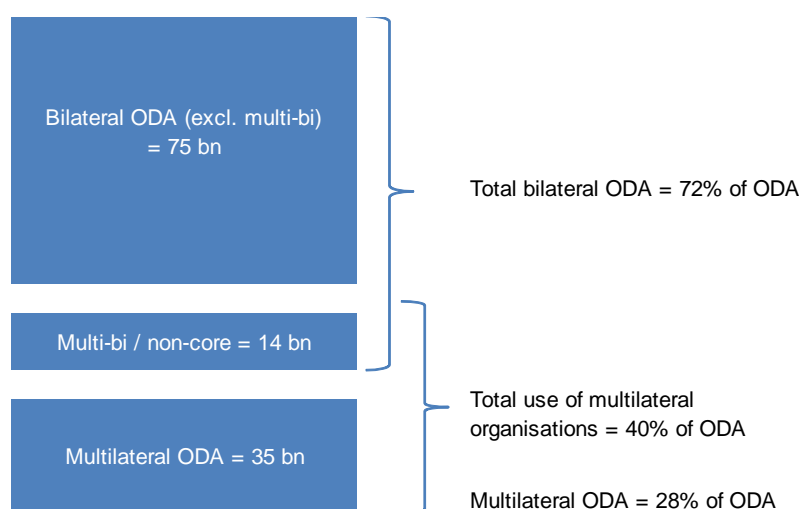 Bilateral ODA (excl. multi-bi)
= 75 bn
Total bilateral ODA = 72% of ODA
Multi-bi / non-core = 14 bn
Total use of multilateral
organisations = 40% of ODA
Multilateral ODA = 35 bn
Multilateral ODA = 28% of ODA